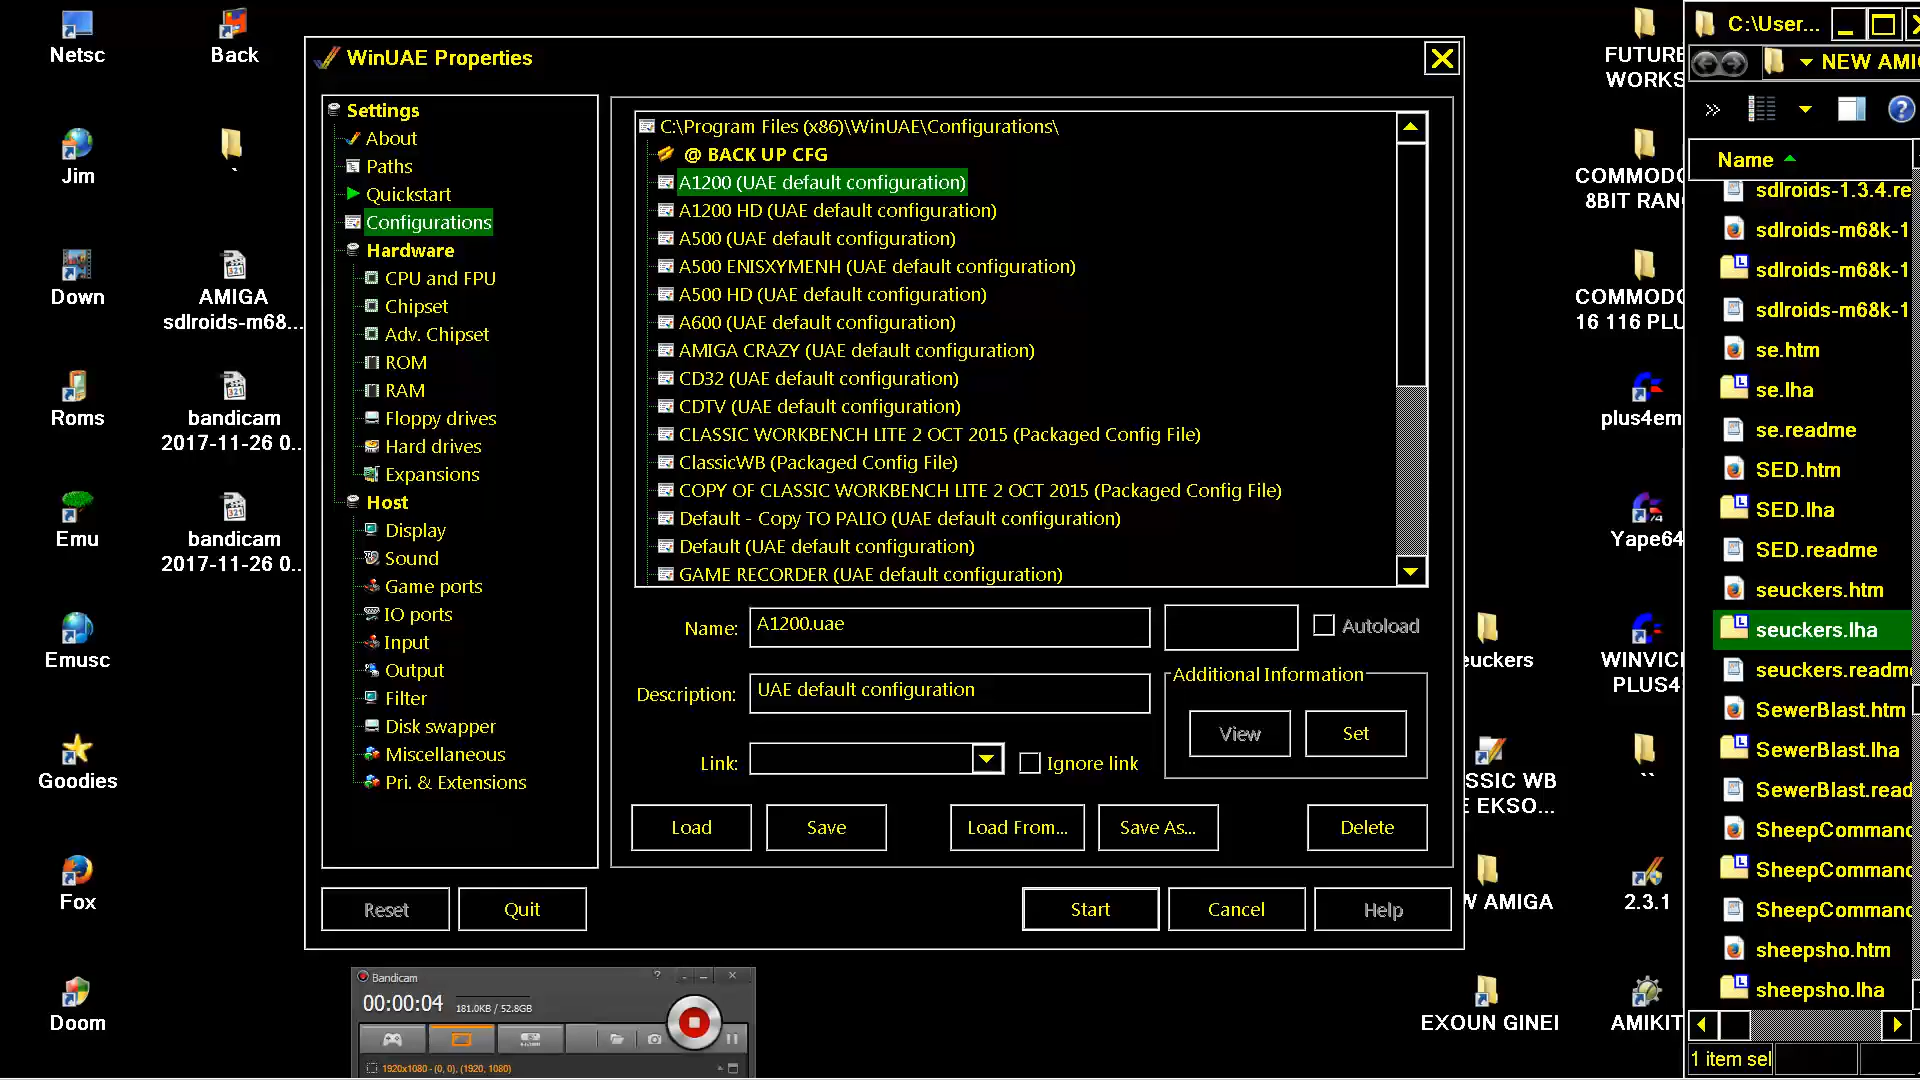 Netsc
Back
Jim
`
Down
AMIGA
sdlroids-m68...
Roms
bandicam
2017-11-26 0...
Emu
bandicam
2017-11-26 0...
Emusc
Goodies
Fox
Doom
WinUAE Properties
Settings
About
Paths
Quickstart
Configurations
Hardware
CPU and FPU
Chipset
Adv. Chipset
ROM
RAM
Floppy drives
Hard drives
Expansions
Host
Display
Sound
Game ports
IO ports
Input
Output
Filter
Disk swapper
Miscellaneous
Pri. & Extensions
C:\Program Files (x86)\WinUAE\Configurations\
@ BACK UP CFG
A1200 (UAE default configuration)
A1200 HD (UAE default configuration)
A500 (UAE default configuration)
A500 ENISXYMENH (UAE default configuration)
A500 HD (UAE default configuration)
A600 (UAE default configuration)
AMIGA CRAZY (UAE default configuration)
CD32 (UAE default configuration)
CDTV (UAE default configuration)
CLASSIC WORKBENCH LITE 2 OCT 2015 (Packaged Config File)
ClassicWB (Packaged Config File)
COPY OF CLASSIC WORKBENCH LITE 2 OCT 2015 (Packaged Config File)
Default - Copy TO PALIO (UAE default configuration)
Default (UAE default configuration)
GAME RECORDER (UAE default configuration)
Name: A1200.uae
Autoload
Description: UAE default configuration
Additional Information
View Set
Link:
Ignore link
Load Save Load From... Save As... Delete
Reset Quit Start Cancel Help
Bandicam
00:00:04 181.0KB / 52.8GB
1920x1080 - (0, 0), (1920, 1080)
FUTURE
WORKS
COMMODO
8BIT RAN
COMMODO
16 116 PLU
plus4em
Yape64
euckers
WINVIC
PLUS4
SSIC WB
E EKSO...
``
W AMIGA
2.3.1
EXOUN GINEI
AMIKIT
C:\User...
NEW AMI
Name
sdlroids-1.3.4.re
sdlroids-m68k-1
sdlroids-m68k-1
sdlroids-m68k-1
se.htm
se.lha
se.readme
SED.htm
SED.lha
SED.readme
seuckers.htm
seuckers.lha
seuckers.readme
SewerBlast.htm
SewerBlast.lha
SewerBlast.read
SheepCommand
SheepCommand
SheepCommand
sheepsho.htm
sheepsho.lha
1 item sel